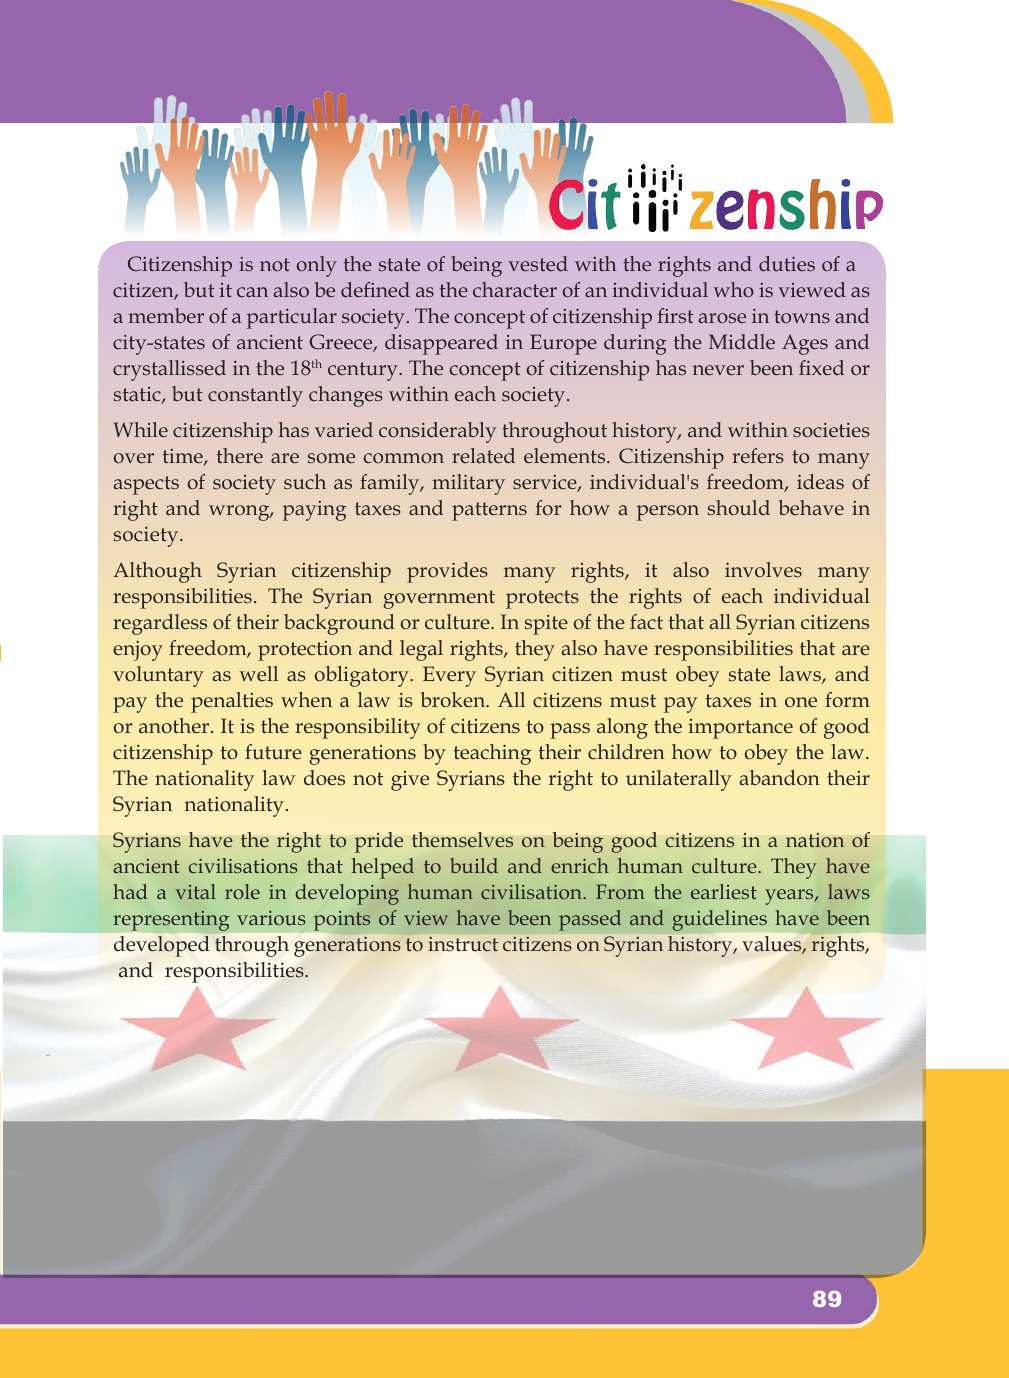 Citizenship
Citizenship is not only the state of being vested with the rights and duties of a
citizen, but it can also be defined as the character of an individual who is viewed as
a member of a particular society. The concept of citizenship first arose in towns and
city-states of ancient Greece, disappeared in Europe during the Middle Ages and
crystallissed in the 18th century. The concept of citizenship has never been fixed or
static, but constantly changes within each society.
While citizenship has varied considerably throughout history, and within societies
over time, there are some common related elements. Citizenship refers to many
aspects of society such as family, military service, individual's freedom, ideas of
right and wrong, paying taxes and patterns for how a person should behave in
society.
Although Syrian citizenship provides many rights, it also involves many
responsibilities. The Syrian government protects the rights of each individual
regardless of their background or culture. In spite of the fact that all Syrian citizens
enjoy freedom, protection and legal rights, they also have responsibilities that are
voluntary as well as obligatory. Every Syrian citizen must obey state laws, and
pay the penalties when a law is broken. All citizens must pay taxes in one form
or another. It is the responsibility of citizens to pass along the importance of good
citizenship to future generations by teaching their children how to obey the law.
The nationality law does not give Syrians the right to unilaterally abandon their
Syrian nationality.
Syrians have the right to pride themselves on being good citizens in a nation of
ancient civilisations that helped to build and enrich human culture. They have
had a vital role in developing human civilisation. From the earliest years, laws
representing various points of view have been passed and guidelines have been
developed through generations to instruct citizens on Syrian history, values, rights,
and responsibilities.
89